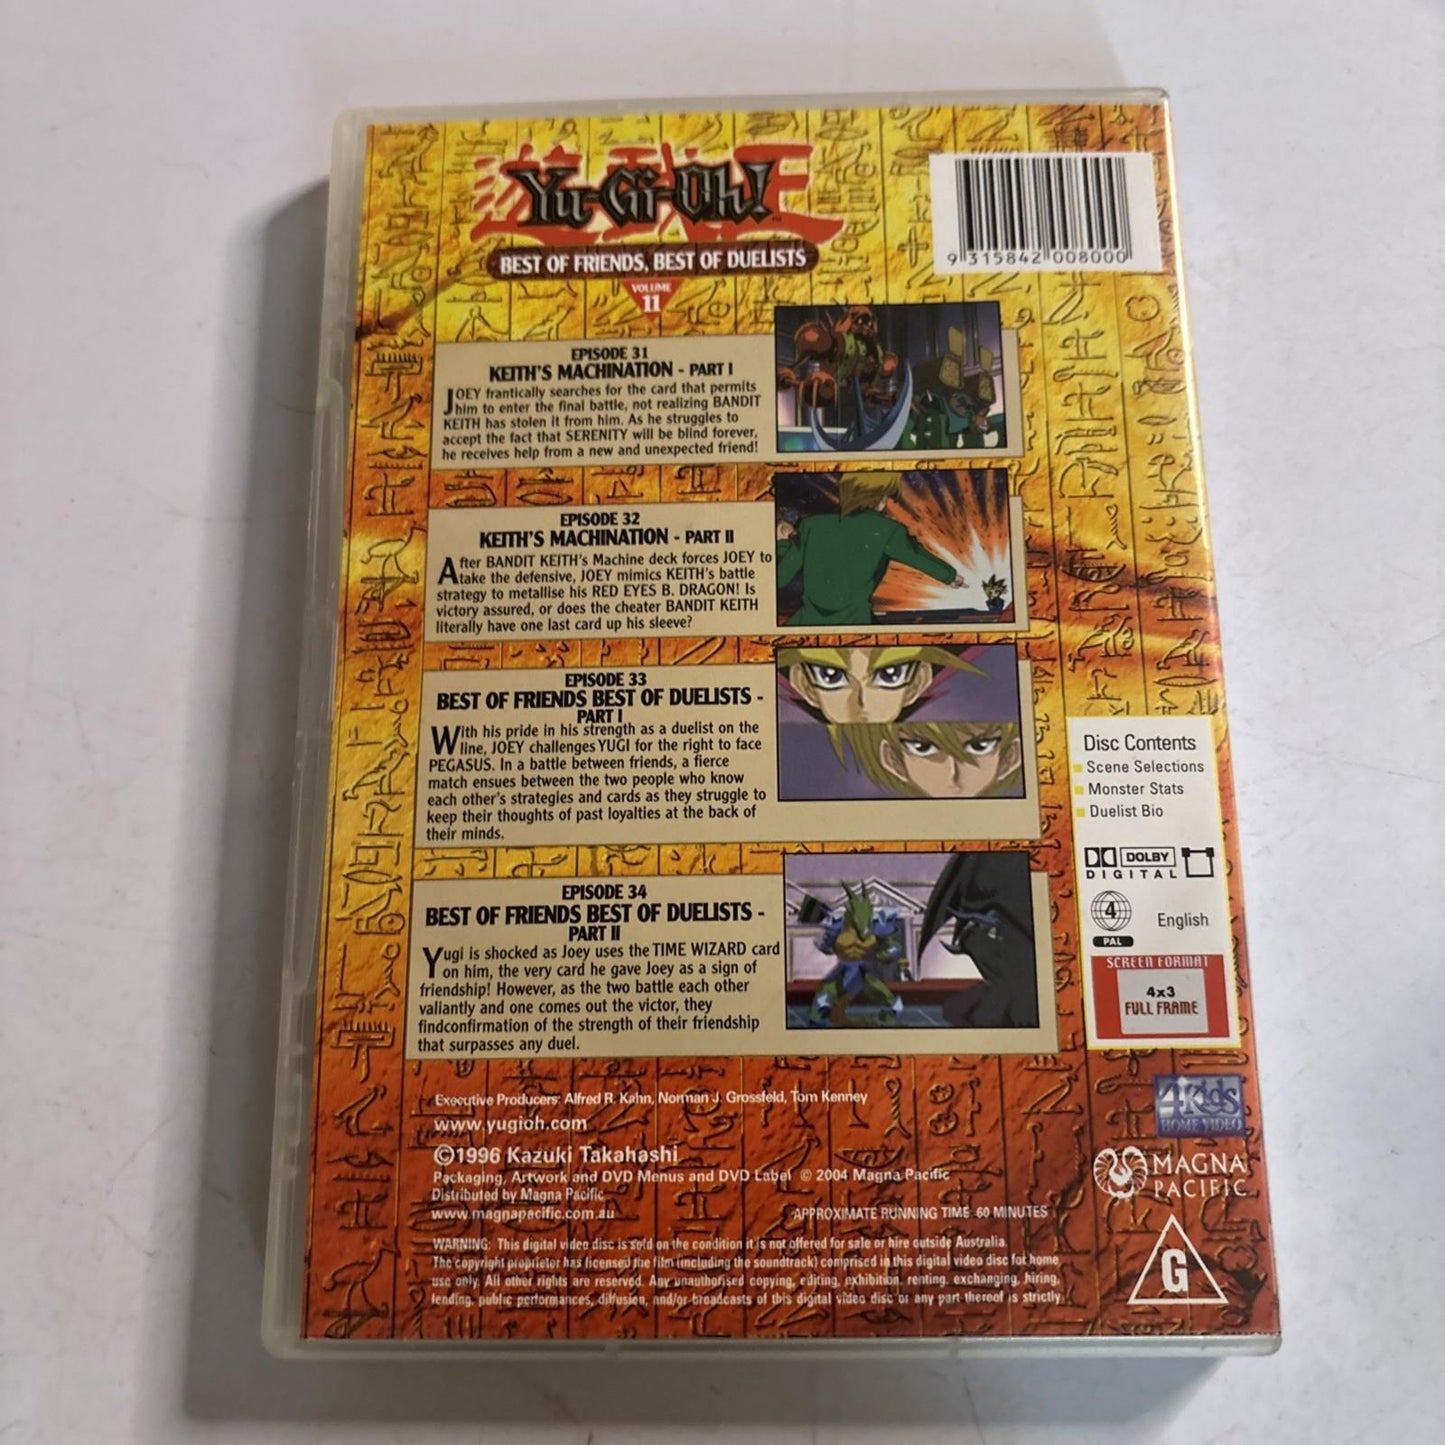 Yu-Gi-Oh!™
BEST OF FRIENDS, BEST OF DUELISTS
VOLUME
11
9 315842 008000
EPISODE 31
KEITH'S MACHINATION - PART I
JOEY frantically searches for the card that permits
him to enter the final battle, not realizing BANDIT
KEITH has stolen it from him. As he struggles to
accept the fact that SERENITY will be blind forever,
he receives help from a new and unexpected friend!
EPISODE 32
KEITH'S MACHINATION - PART II
After BANDIT KEITH's Machine deck forces JOEY to
take the defensive, JOEY mimics KEITH's battle
strategy to metallise his RED EYES B. DRAGON! Is
victory assured, or does the cheater BANDIT KEITH
literally have one last card up his sleeve?
EPISODE 33
BEST OF FRIENDS BEST OF DUELISTS -
PART I
With his pride in his strength as a duelist on the
line, JOEY challenges YUGI for the right to face
PEGASUS. In a battle between friends, a fierce
match ensues between the two people who know
each other's strategies and cards as they struggle to
keep their thoughts of past loyalties at the back of
their minds.
EPISODE 34
BEST OF FRIENDS BEST OF DUELISTS -
PART II
Yugi is shocked as Joey uses the TIME WIZARD card
on him, the very card he gave Joey as a sign of
friendship! However, as the two battle each other
valiantly and one comes out the victor, they
findconfirmation of the strength of their friendship
that surpasses any duel.
Disc Contents
Scene Selections
Monster Stats
Duelist Bio
DOLBY
DIGITAL
4
PAL
English
SCREEN FORMAT
4x3
FULL FRAME
Executive Producers: Alfred R. Kahn, Norman J. Grossfeld, Tom Kenney
www.yugioh.com
©1996 Kazuki Takahashi
Packaging, Artwork and DVD Menus and DVD Label © 2004 Magna Pacific
Distributed by Magna Pacific
www.magnapacific.com.au
APPROXIMATE RUNNING TIME: 60 MINUTES
4Kids
HOME VIDEO
MAGNA
PACIFIC
G
WARNING: This digital video disc is sold on the condition it is not offered for sale or hire outside Australia.
The copyright proprietor has licensed the film (including the soundtrack) comprised in this digital video disc for home
use only. All other rights are reserved. Any unauthorised copying, editing, exhibition, renting, exchanging, hiring,
lending, public performances, diffusion, and/or broadcasts of this digital video disc or any part thereof is strictly